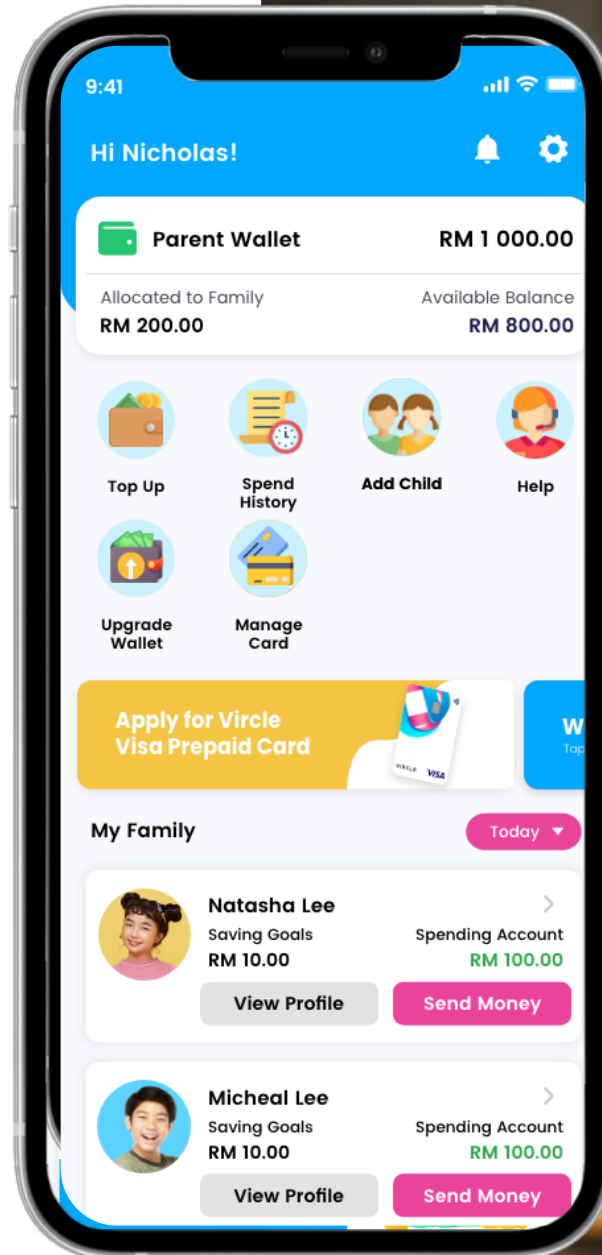 9:41
Hi Nicholas!
Parent Wallet RM 1 000.00
Allocated to Family Available Balance
RM 200.00 RM 800.00
Top Up Spend History Add Child Help
Upgrade Wallet Manage Card
Apply for Vircle
Visa Prepaid Card
VIRCLE VISA
W
Tap
My Family Today
Natasha Lee
Saving Goals Spending Account
RM 10.00 RM 100.00
View Profile Send Money
Micheal Lee
Saving Goals Spending Account
RM 10.00 RM 100.00
View Profile Send Money